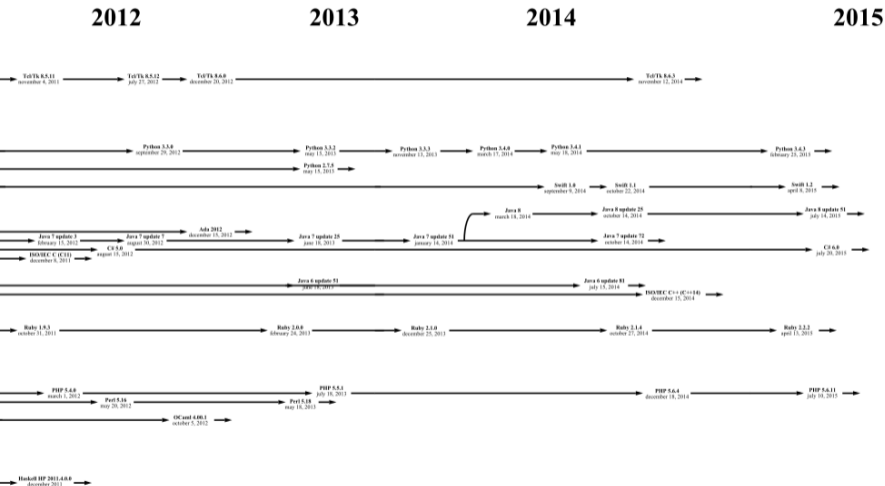 2012
2013
2014
2015
Tcl/Tk 8.5.11
november 4, 2011
Tcl/Tk 8.5.12
july 27, 2012
Tcl/Tk 8.6.0
december 20, 2012
Tcl/Tk 8.6.3
november 12, 2014
Python 3.3.0
september 29, 2012
Python 3.3.2
may 15, 2013
Python 3.3.3
november 13, 2013
Python 3.4.0
march 17, 2014
Python 3.4.1
may 18, 2014
Python 3.4.3
february 25, 2015
Python 2.7.5
may 15, 2013
Swift 1.0
september 9, 2014
Swift 1.1
october 22, 2014
Swift 1.2
april 8, 2015
Java 8
march 18, 2014
Java 8 update 25
october 14, 2014
Java 8 update 51
july 14, 2015
Ada 2012
december 15, 2012
Java 7 update 3
february 15, 2012
Java 7 update 7
august 30, 2012
Java 7 update 25
june 18, 2013
Java 7 update 51
january 14, 2014
Java 7 update 72
october 14, 2014
C# 5.0
august 15, 2012
C# 6.0
july 20, 2015
ISO/IEC C (C11)
december 8, 2011
Java 6 update 51
june 18, 2013
Java 6 update 81
july 15, 2014
ISO/IEC C++ (C++14)
december 15, 2014
Ruby 1.9.3
october 31, 2011
Ruby 2.0.0
february 24, 2013
Ruby 2.1.0
december 25, 2013
Ruby 2.1.4
october 27, 2014
Ruby 2.2.2
april 13, 2015
PHP 5.4.0
march 1, 2012
PHP 5.5.1
july 18, 2013
PHP 5.6.4
december 18, 2014
PHP 5.6.11
july 10, 2015
Perl 5.16
may 20, 2012
Perl 5.18
may 18, 2013
OCaml 4.00.1
october 5, 2012
Haskell HP 2011.4.0.0
december 2011